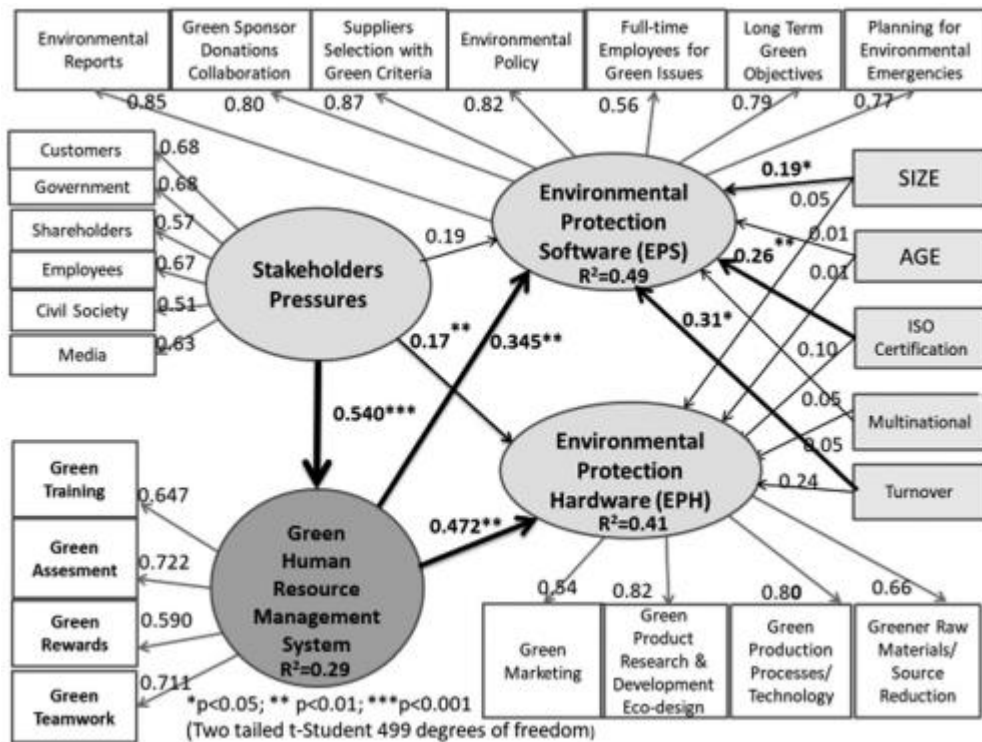 Environmental
Reports
Green Sponsor
Donations
Collaboration
Suppliers
Selection with
Green Criteria
Environmental
Policy
Full-time
Employees for
Green Issues
Long Term
Green
Objectives
Planning for
Environmental
Emergencies
0.85
0.80
0.87
0.82
0.56
0.79
0.77
Customers
0.68
Government
0.68
Shareholders
0.57
Employees
0.67
Civil Society
0.51
Media
0.63
Stakeholders
Pressures
0.19
Environmental
Protection
Software (EPS)
R²=0.49
0.19*
0.05
SIZE
0.01
0.26**
0.01
AGE
0.31*
0.10
ISO
Certification
0.05
Multinational
0.05
0.24
Turnover
0.17**
0.345**
0.540***
Environmental
Protection
Hardware (EPH)
R²=0.41
0.472**
Green
Training
0.647
Green
Assesment
0.722
Green
Rewards
0.590
Green
Teamwork
0.711
Green
Human
Resource
Management
System
R²=0.29
0.54
0.82
0.80
0.66
Green
Marketing
Green
Product
Research &
Development
Eco-design
Green
Production
Processes/
Technology
Greener Raw
Materials/
Source
Reduction
*p<0.05; ** p<0.01; ***p<0.001
(Two tailed t-Student 499 degrees of freedom)